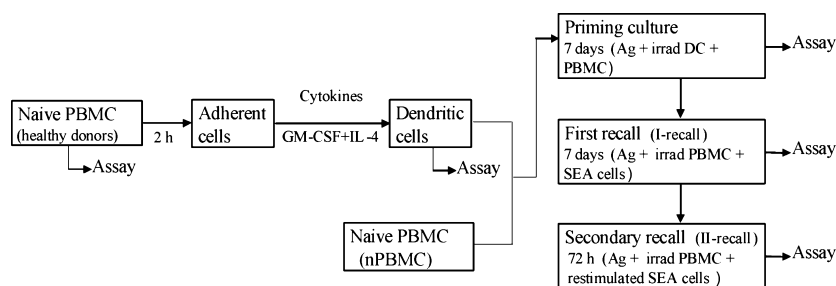 Naive PBMC
(healthy donors)
Assay
2 h
Adherent
cells
Cytokines
GM-CSF+IL-4
Dendritic
cells
Assay
Naive PBMC
(nPBMC)
Priming culture
7 days (Ag + irrad DC +
PBMC)
Assay
First recall (I-recall)
7 days (Ag + irrad PBMC +
SEA cells)
Assay
Secondary recall (II-recall)
72 h (Ag + irrad PBMC +
restimulated SEA cells)
Assay